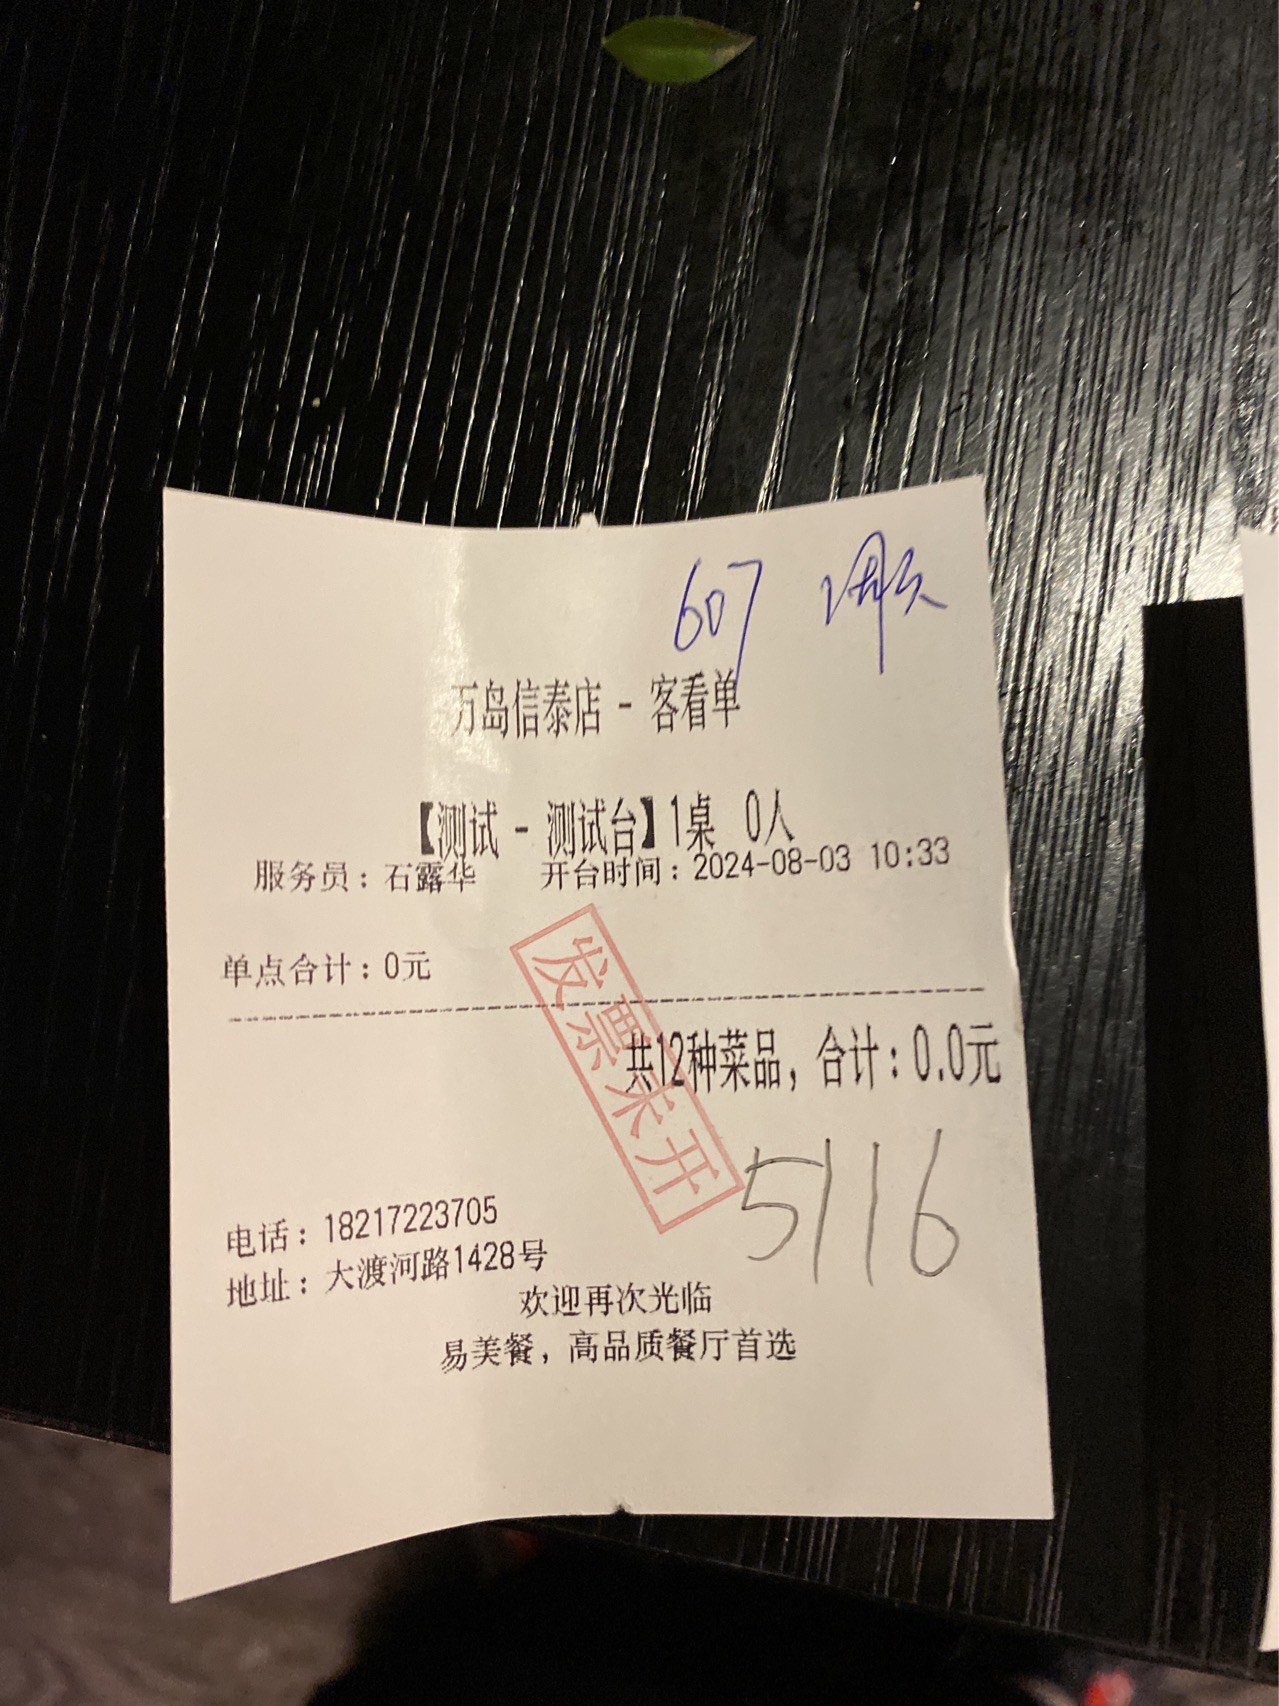 607
万岛信泰店 - 客看单
【测试 - 测试台】1桌 0人
服务员：石露华 开台时间：2024-08-03 10:33
单点合计：0元
发票未开
共12种菜品，合计：0.0元
5116
电话：18217223705
地址：大渡河路1428号
欢迎再次光临
易美餐，高品质餐厅首选